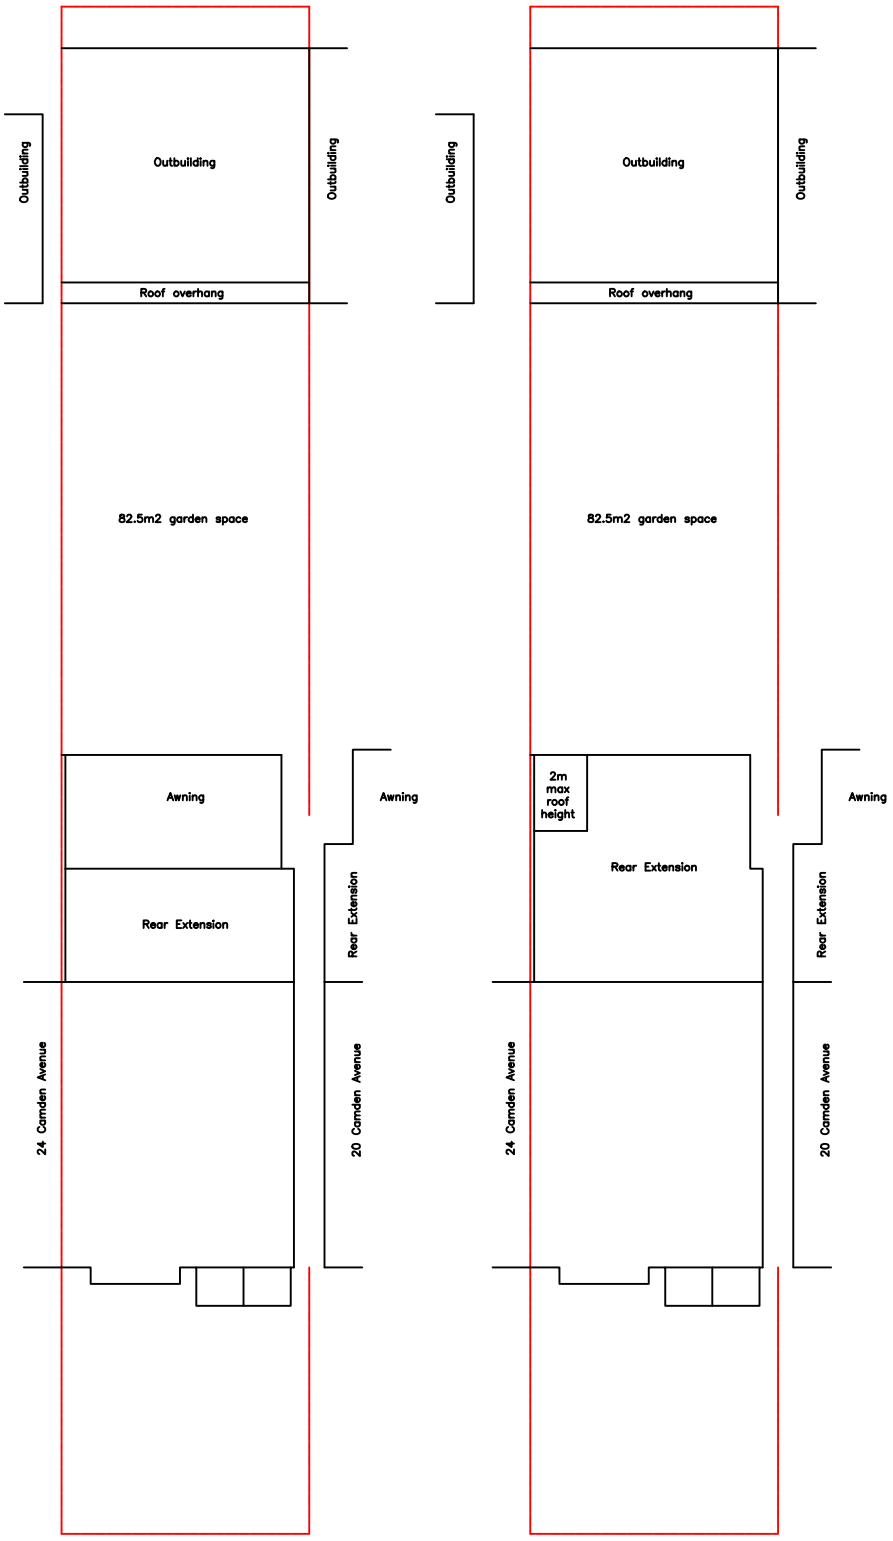 Outbuilding
Outbuilding
Outbuilding
Roof overhang
82.5m2 garden space
Awning
Awning
Rear Extension
Rear Extension
24 Camden Avenue
20 Camden Avenue
Outbuilding
Outbuilding
Outbuilding
Roof overhang
82.5m2 garden space
2m
max
roof
height
Awning
Rear Extension
Rear Extension
24 Camden Avenue
20 Camden Avenue